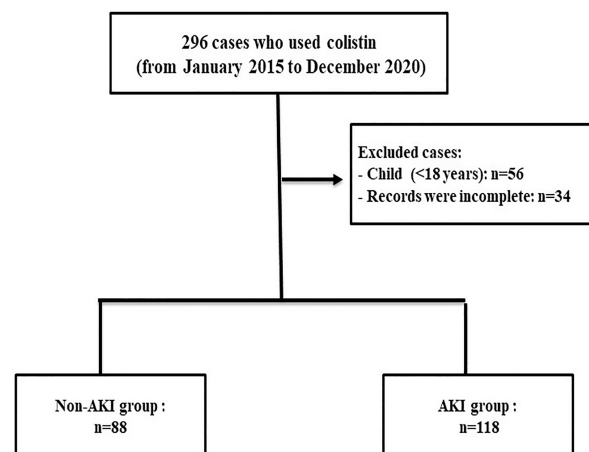 296 cases who used colistin
(from January 2015 to December 2020)
Excluded cases:
- Child (<18 years): n=56
- Records were incomplete: n=34
Non-AKI group :
n=88
AKI group :
n=118